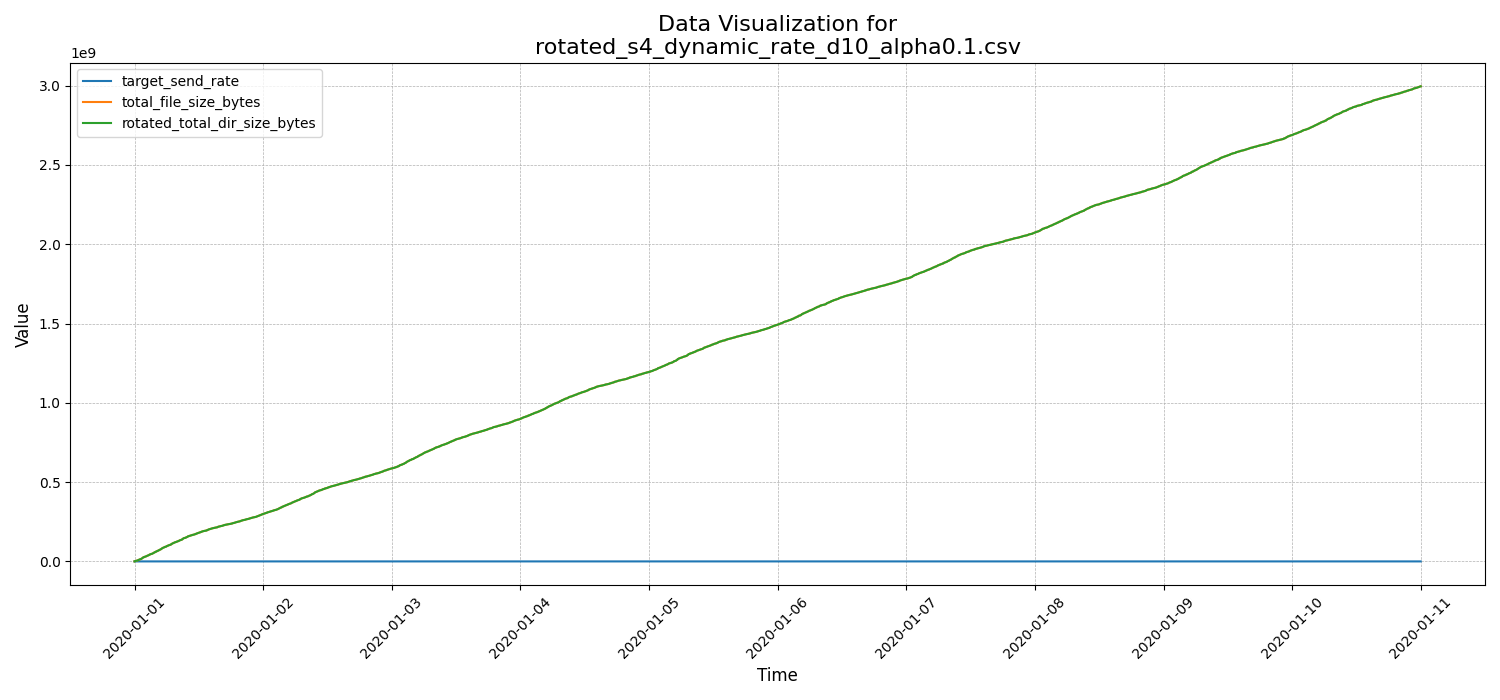 Data Visualization for
rotated_s4_dynamic_rate_d10_alpha0.1.csv
1e9
target_send_rate
total_file_size_bytes
rotated_total_dir_size_bytes
3.0
2.5
2.0
1.5
1.0
0.5
0.0
Value
2020-01-01
2020-01-02
2020-01-03
2020-01-04
2020-01-05
2020-01-06
2020-01-07
2020-01-08
2020-01-09
2020-01-10
2020-01-11
Time